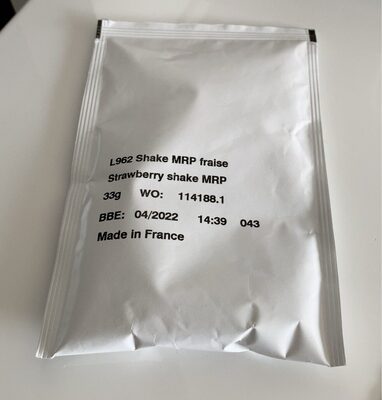 L962 Shake MRP fraise
Strawberry shake MRP
33g WO: 114188.1
BBE: 04/2022 14:39 043
Made in France